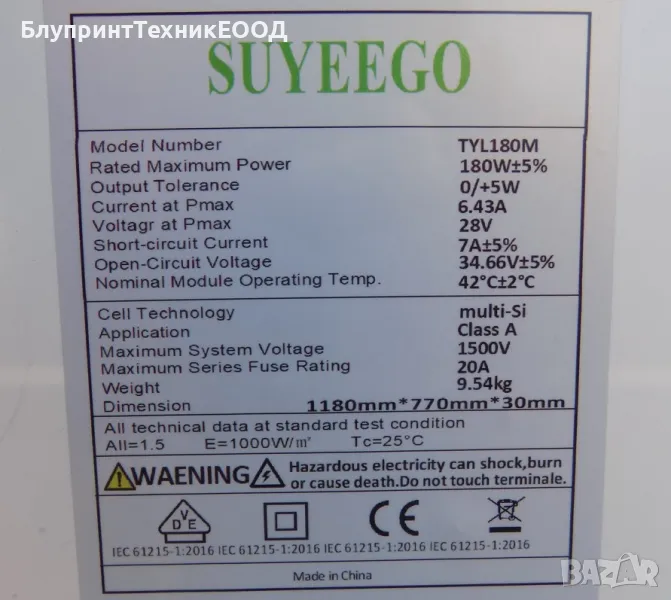 БлупринтТехникЕООД
SUYEEGO
Model Number TYL180M
Rated Maximum Power 180W±5%
Output Tolerance 0/+5W
Current at Pmax 6.43A
Voltagr at Pmax 28V
Short-circuit Current 7A±5%
Open-Circuit Voltage 34.66V±5%
Nominal Module Operating Temp. 42°C±2°C
Cell Technology multi-Si
Application Class A
Maximum System Voltage 1500V
Maximum Series Fuse Rating 20A
Weight 9.54kg
Dimension 1180mm*770mm*30mm
All technical data at standard test condition
AII=1.5 E=1000W/㎡ Tc=25°C
WAENING Hazardous electricity can shock,burn
or cause death.Do not touch terminale.
VDE CE
IEC 61215-1:2016 IEC 61215-1:2016 IEC 61215-1:2016 IEC 61215-1:2016
Made in China
BAZAR